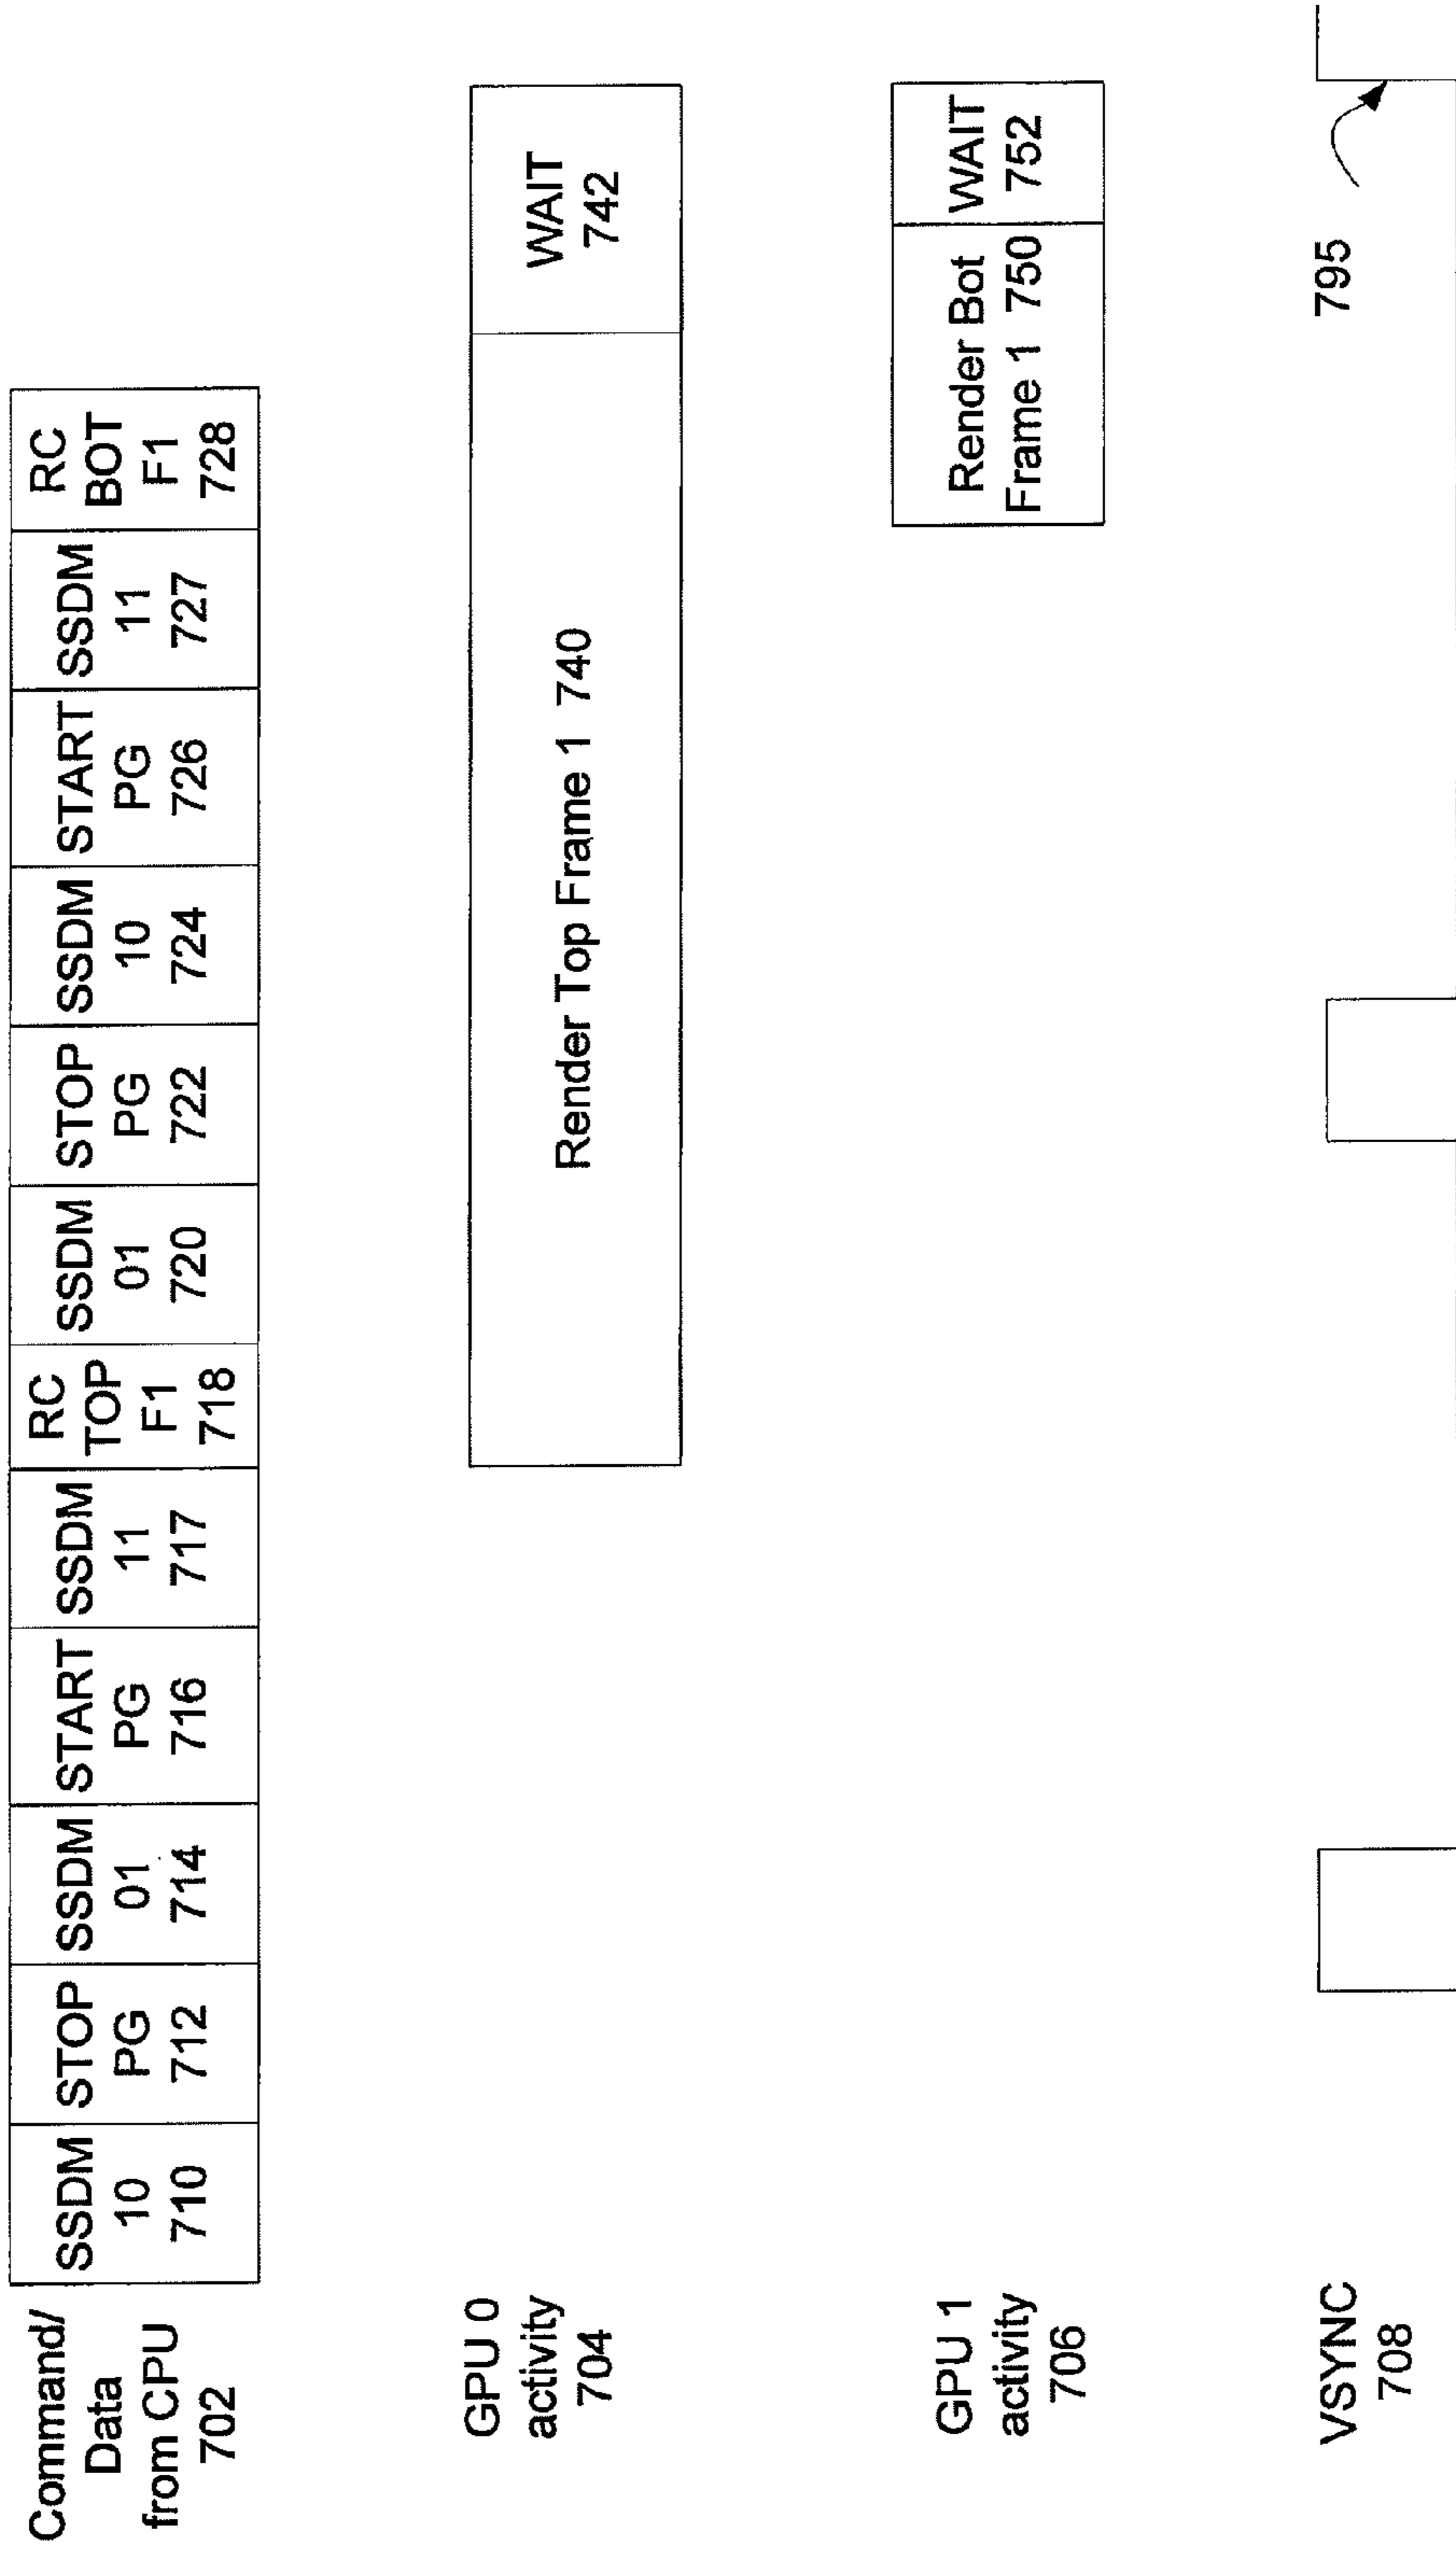 Command/
Data
from CPU
702
SSDM
10
710
STOP
PG
712
SSDM
01
714
START
PG
716
SSDM
11
717
RC
TOP
F1
718
SSDM
01
720
STOP
PG
722
SSDM
10
724
START
PG
726
SSDM
11
727
RC
BOT
F1
728
GPU 0
activity
704
Render Top Frame 1 740
WAIT
742
GPU 1
activity
706
Render Bot
Frame 1 750
WAIT
752
VSYNC
708
795